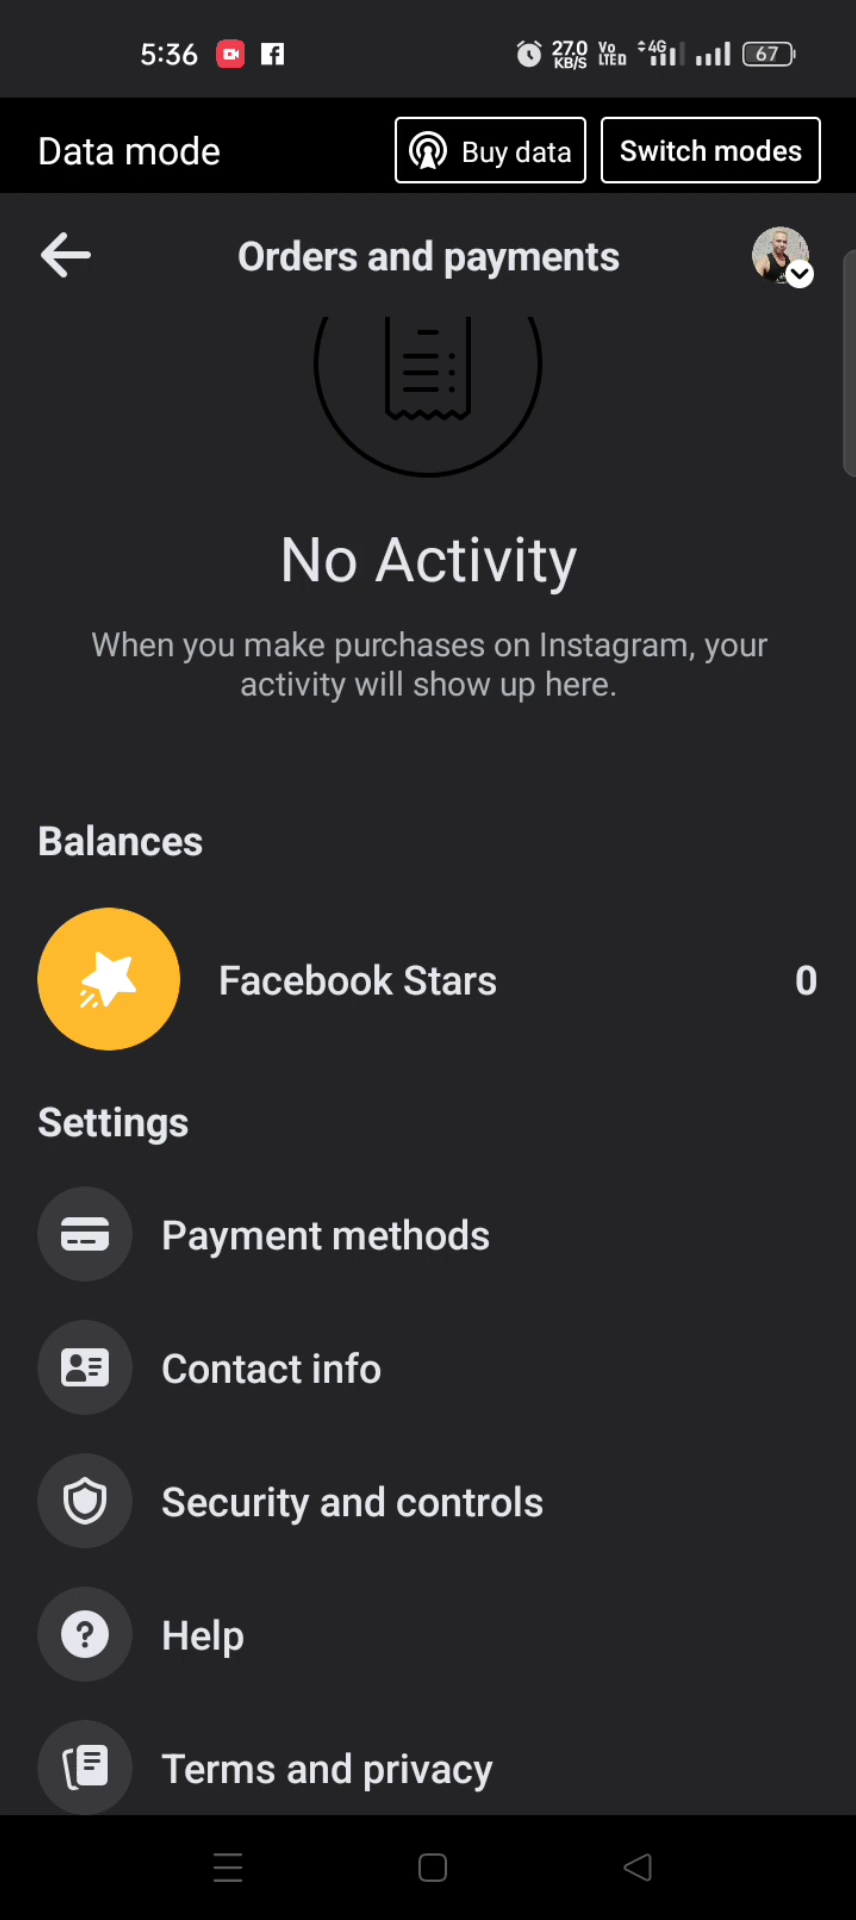 5:36
27.0 KB/S Vo LTE 4G 67
Data mode
Buy data
Switch modes
Orders and payments
No Activity
When you make purchases on Instagram, your
activity will show up here.
Balances
Facebook Stars 0
Settings
Payment methods
Contact info
Security and controls
Help
Terms and privacy